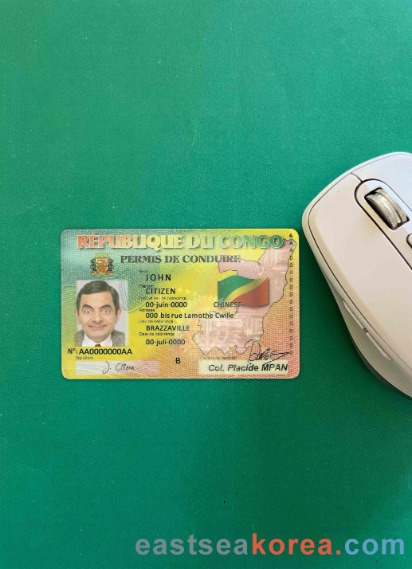 RÉPUBLIQUE DU CONGO
PERMIS DE CONDUIRE
JOHN
CITIZEN
00-juin-0000 CHINESE
000 bis rue Lamothe Cwille
BRAZZAVILLE
00-juil-0000
N°: AA0000000AA
B
J. Citizen
Col. Placide MPAN
eastseakorea.com